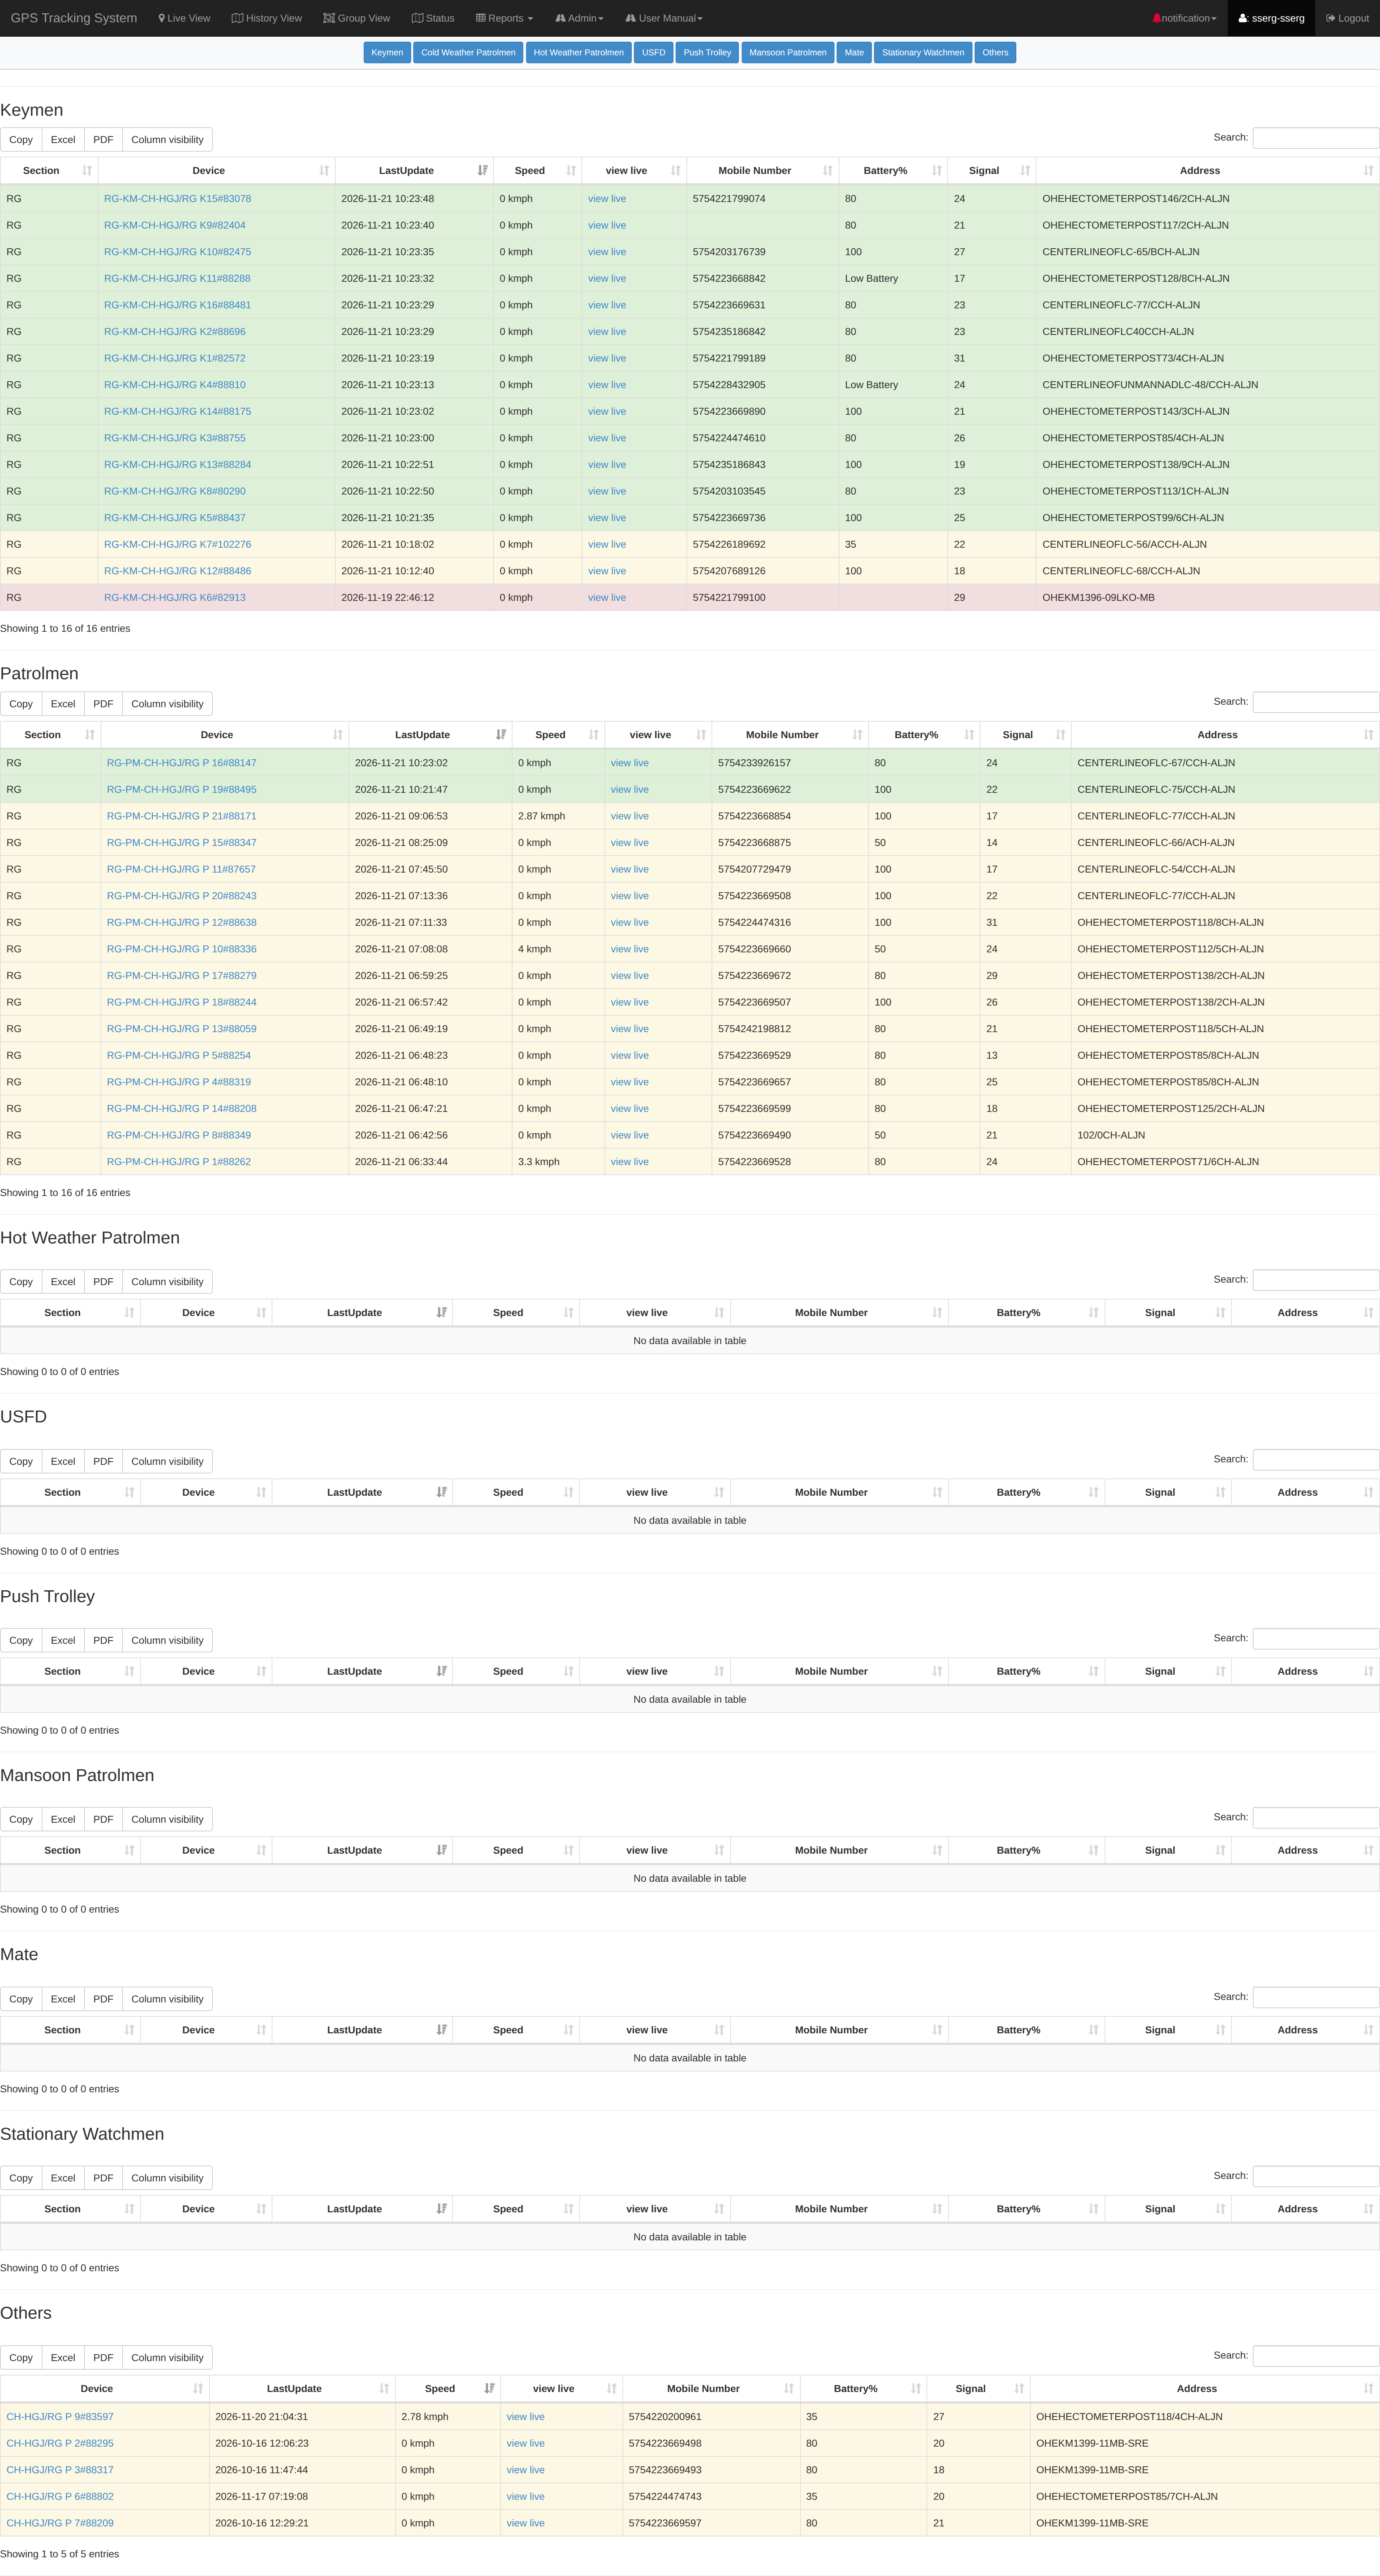 GPS Tracking System Live View History View Group View Status Reports Admin User Manual notification : sserg-sserg Logout
Keymen Cold Weather Patrolmen Hot Weather Patrolmen USFD Push Trolley Mansoon Patrolmen Mate Stationary Watchmen Others
Keymen
Copy Excel PDF Column visibility Search:
Section Device LastUpdate Speed view live Mobile Number Battery% Signal Address
RG RG-KM-CH-HGJ/RG K15#83078 2026-11-21 10:23:48 0 kmph view live 5754221799074 80 24 OHEHECTOMETERPOST146/2CH-ALJN
RG RG-KM-CH-HGJ/RG K9#82404 2026-11-21 10:23:40 0 kmph view live 80 21 OHEHECTOMETERPOST117/2CH-ALJN
RG RG-KM-CH-HGJ/RG K10#82475 2026-11-21 10:23:35 0 kmph view live 5754203176739 100 27 CENTERLINEOFLC-65/BCH-ALJN
RG RG-KM-CH-HGJ/RG K11#88288 2026-11-21 10:23:32 0 kmph view live 5754223668842 Low Battery 17 OHEHECTOMETERPOST128/8CH-ALJN
RG RG-KM-CH-HGJ/RG K16#88481 2026-11-21 10:23:29 0 kmph view live 5754223669631 80 23 CENTERLINEOFLC-77/CCH-ALJN
RG RG-KM-CH-HGJ/RG K2#88696 2026-11-21 10:23:29 0 kmph view live 5754235186842 80 23 CENTERLINEOFLC40CCH-ALJN
RG RG-KM-CH-HGJ/RG K1#82572 2026-11-21 10:23:19 0 kmph view live 5754221799189 80 31 OHEHECTOMETERPOST73/4CH-ALJN
RG RG-KM-CH-HGJ/RG K4#88810 2026-11-21 10:23:13 0 kmph view live 5754228432905 Low Battery 24 CENTERLINEOFUNMANNADLC-48/CCH-ALJN
RG RG-KM-CH-HGJ/RG K14#88175 2026-11-21 10:23:02 0 kmph view live 5754223669890 100 21 OHEHECTOMETERPOST143/3CH-ALJN
RG RG-KM-CH-HGJ/RG K3#88755 2026-11-21 10:23:00 0 kmph view live 5754224474610 80 26 OHEHECTOMETERPOST85/4CH-ALJN
RG RG-KM-CH-HGJ/RG K13#88284 2026-11-21 10:22:51 0 kmph view live 5754235186843 100 19 OHEHECTOMETERPOST138/9CH-ALJN
RG RG-KM-CH-HGJ/RG K8#80290 2026-11-21 10:22:50 0 kmph view live 5754203103545 80 23 OHEHECTOMETERPOST113/1CH-ALJN
RG RG-KM-CH-HGJ/RG K5#88437 2026-11-21 10:21:35 0 kmph view live 5754223669736 100 25 OHEHECTOMETERPOST99/6CH-ALJN
RG RG-KM-CH-HGJ/RG K7#102276 2026-11-21 10:18:02 0 kmph view live 5754226189692 35 22 CENTERLINEOFLC-56/ACCH-ALJN
RG RG-KM-CH-HGJ/RG K12#88486 2026-11-21 10:12:40 0 kmph view live 5754207689126 100 18 CENTERLINEOFLC-68/CCH-ALJN
RG RG-KM-CH-HGJ/RG K6#82913 2026-11-19 22:46:12 0 kmph view live 5754221799100 29 OHEKM1396-09LKO-MB
Showing 1 to 16 of 16 entries
Patrolmen
Copy Excel PDF Column visibility Search:
Section Device LastUpdate Speed view live Mobile Number Battery% Signal Address
RG RG-PM-CH-HGJ/RG P 16#88147 2026-11-21 10:23:02 0 kmph view live 5754233926157 80 24 CENTERLINEOFLC-67/CCH-ALJN
RG RG-PM-CH-HGJ/RG P 19#88495 2026-11-21 10:21:47 0 kmph view live 5754223669622 100 22 CENTERLINEOFLC-75/CCH-ALJN
RG RG-PM-CH-HGJ/RG P 21#88171 2026-11-21 09:06:53 2.87 kmph view live 5754223668854 100 17 CENTERLINEOFLC-77/CCH-ALJN
RG RG-PM-CH-HGJ/RG P 15#88347 2026-11-21 08:25:09 0 kmph view live 5754223668875 50 14 CENTERLINEOFLC-66/ACH-ALJN
RG RG-PM-CH-HGJ/RG P 11#87657 2026-11-21 07:45:50 0 kmph view live 5754207729479 100 17 CENTERLINEOFLC-54/CCH-ALJN
RG RG-PM-CH-HGJ/RG P 20#88243 2026-11-21 07:13:36 0 kmph view live 5754223669508 100 22 CENTERLINEOFLC-77/CCH-ALJN
RG RG-PM-CH-HGJ/RG P 12#88638 2026-11-21 07:11:33 0 kmph view live 5754224474316 100 31 OHEHECTOMETERPOST118/8CH-ALJN
RG RG-PM-CH-HGJ/RG P 10#88336 2026-11-21 07:08:08 4 kmph view live 5754223669660 50 24 OHEHECTOMETERPOST112/5CH-ALJN
RG RG-PM-CH-HGJ/RG P 17#88279 2026-11-21 06:59:25 0 kmph view live 5754223669672 80 29 OHEHECTOMETERPOST138/2CH-ALJN
RG RG-PM-CH-HGJ/RG P 18#88244 2026-11-21 06:57:42 0 kmph view live 5754223669507 100 26 OHEHECTOMETERPOST138/2CH-ALJN
RG RG-PM-CH-HGJ/RG P 13#88059 2026-11-21 06:49:19 0 kmph view live 5754242198812 80 21 OHEHECTOMETERPOST118/5CH-ALJN
RG RG-PM-CH-HGJ/RG P 5#88254 2026-11-21 06:48:23 0 kmph view live 5754223669529 80 13 OHEHECTOMETERPOST85/8CH-ALJN
RG RG-PM-CH-HGJ/RG P 4#88319 2026-11-21 06:48:10 0 kmph view live 5754223669657 80 25 OHEHECTOMETERPOST85/8CH-ALJN
RG RG-PM-CH-HGJ/RG P 14#88208 2026-11-21 06:47:21 0 kmph view live 5754223669599 80 18 OHEHECTOMETERPOST125/2CH-ALJN
RG RG-PM-CH-HGJ/RG P 8#88349 2026-11-21 06:42:56 0 kmph view live 5754223669490 50 21 102/0CH-ALJN
RG RG-PM-CH-HGJ/RG P 1#88262 2026-11-21 06:33:44 3.3 kmph view live 5754223669528 80 24 OHEHECTOMETERPOST71/6CH-ALJN
Showing 1 to 16 of 16 entries
Hot Weather Patrolmen
Copy Excel PDF Column visibility Search:
Section Device LastUpdate Speed view live Mobile Number Battery% Signal Address
No data available in table
Showing 0 to 0 of 0 entries
USFD
Copy Excel PDF Column visibility Search:
Section Device LastUpdate Speed view live Mobile Number Battery% Signal Address
No data available in table
Showing 0 to 0 of 0 entries
Push Trolley
Copy Excel PDF Column visibility Search:
Section Device LastUpdate Speed view live Mobile Number Battery% Signal Address
No data available in table
Showing 0 to 0 of 0 entries
Mansoon Patrolmen
Copy Excel PDF Column visibility Search:
Section Device LastUpdate Speed view live Mobile Number Battery% Signal Address
No data available in table
Showing 0 to 0 of 0 entries
Mate
Copy Excel PDF Column visibility Search:
Section Device LastUpdate Speed view live Mobile Number Battery% Signal Address
No data available in table
Showing 0 to 0 of 0 entries
Stationary Watchmen
Copy Excel PDF Column visibility Search:
Section Device LastUpdate Speed view live Mobile Number Battery% Signal Address
No data available in table
Showing 0 to 0 of 0 entries
Others
Copy Excel PDF Column visibility Search:
Device LastUpdate Speed view live Mobile Number Battery% Signal Address
CH-HGJ/RG P 9#83597 2026-11-20 21:04:31 2.78 kmph view live 5754220200961 35 27 OHEHECTOMETERPOST118/4CH-ALJN
CH-HGJ/RG P 2#88295 2026-10-16 12:06:23 0 kmph view live 5754223669498 80 20 OHEKM1399-11MB-SRE
CH-HGJ/RG P 3#88317 2026-10-16 11:47:44 0 kmph view live 5754223669493 80 18 OHEKM1399-11MB-SRE
CH-HGJ/RG P 6#88802 2026-11-17 07:19:08 0 kmph view live 5754224474743 35 20 OHEHECTOMETERPOST85/7CH-ALJN
CH-HGJ/RG P 7#88209 2026-10-16 12:29:21 0 kmph view live 5754223669597 80 21 OHEKM1399-11MB-SRE
Showing 1 to 5 of 5 entries